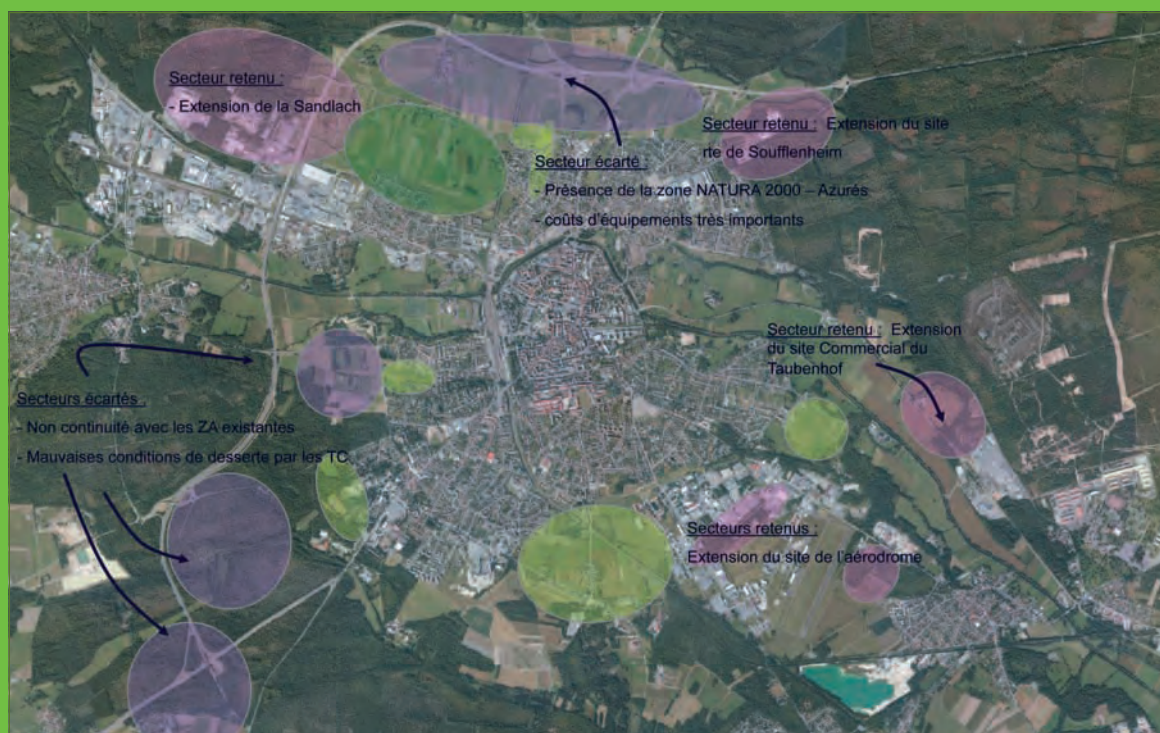 Secteur retenu :
- Extension de la Sandlach
Secteur retenu : Extension du site
rte de Soufflenheim
Secteur écarté :
- Présence de la zone NATURA 2000 – Azurés
- coûts d'équipements très importants
Secteur retenu : Extension
du site Commercial du
Taubenhof
Secteurs écartés :
- Non continuité avec les ZA existantes
- Mauvaises conditions de desserte par les TC
Secteurs retenus :
Extension du site de l'aérodrome